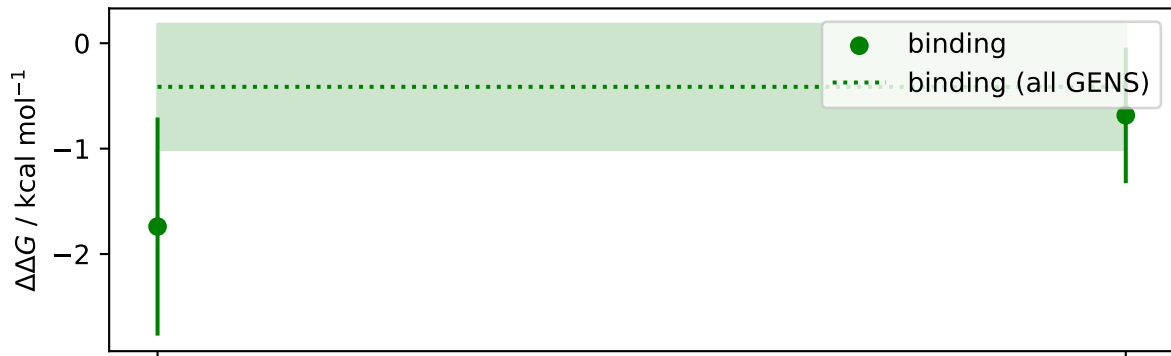 0
−1
−2
ΔΔG / kcal mol⁻¹
binding
binding (all GENS)